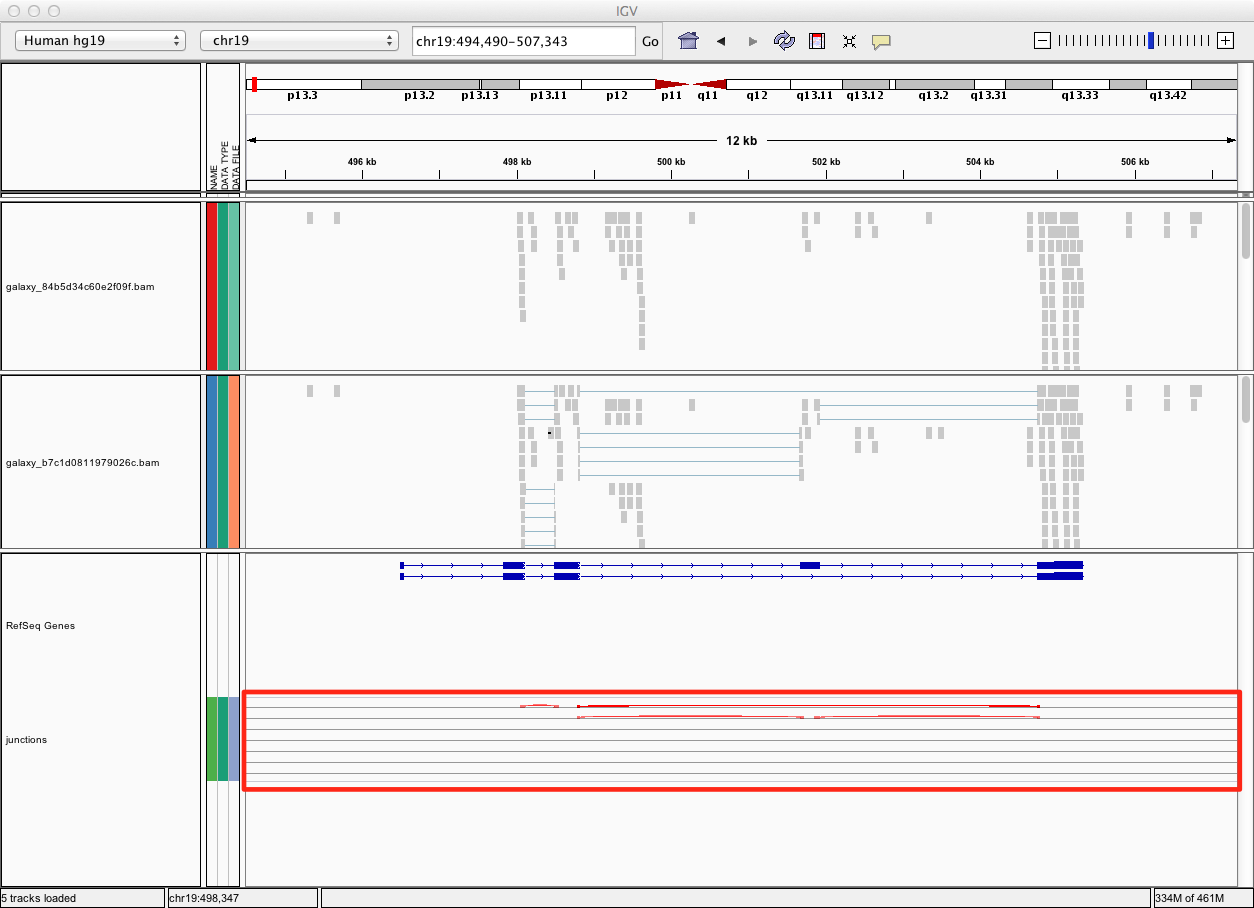 IGV
Human hg19 chr19 chr19:494,490-507,343 Go
p13.3 p13.2 p13.13 p13.11 p12 p11 q11 q12 q13.11 q13.12 q13.2 q13.31 q13.33 q13.42
12 kb
496 kb 498 kb 500 kb 502 kb 504 kb 506 kb
NAME
DATA TYPE
DATA FILE
galaxy_84b5d34c60e2f09f.bam
galaxy_b7c1d0811979026c.bam
RefSeq Genes
junctions
5 tracks loaded chr19:498,347 334M of 461M